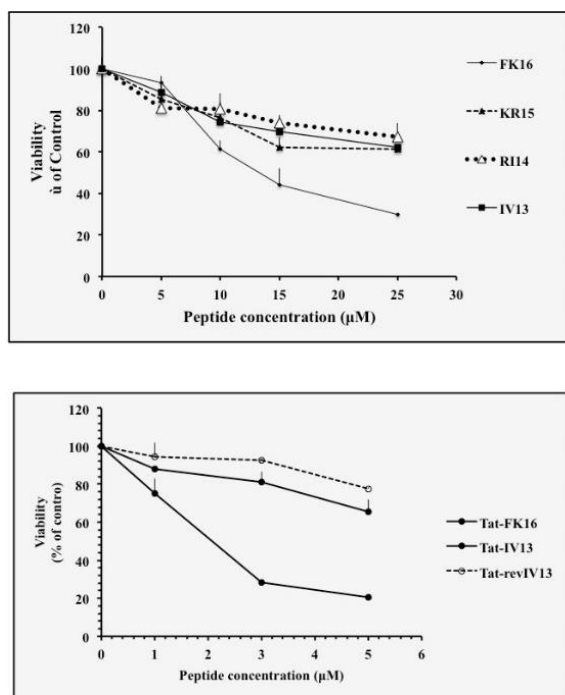 120
100
80
60
40
20
0
Viability
ù of Control
0 5 10 15 20 25 30
Peptide concentration (µM)
FK16
KR15
RI14
IV13
120
100
80
60
40
20
0
Viability
(% of contro)
0 1 2 3 4 5 6
Peptide concentration (µM)
Tat-FK16
Tat-IV13
Tat-revIV13